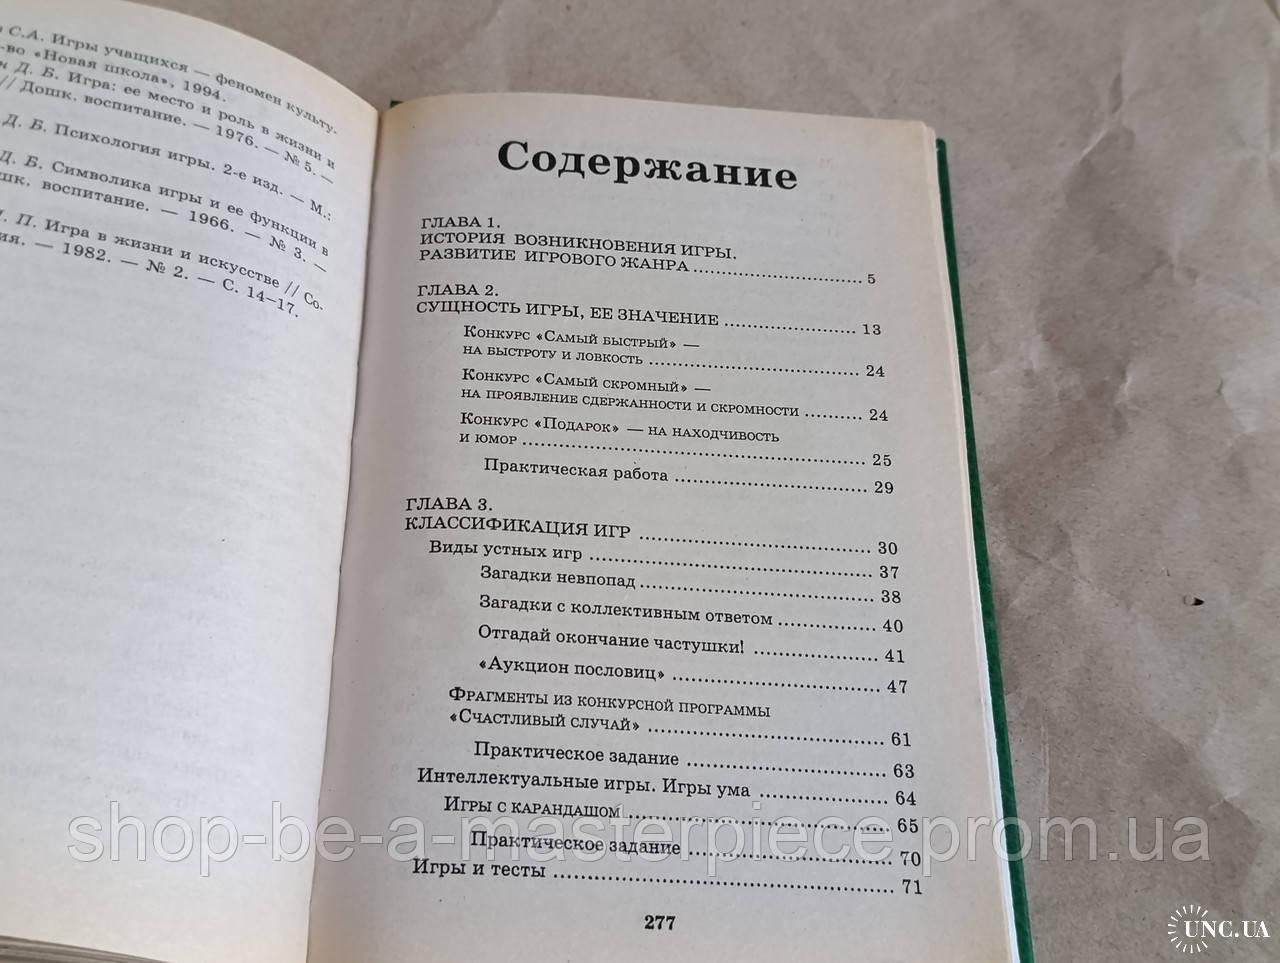 С.А. Игры учащихся — феномен культу-
-во «Новая школа», 1994.
Д. Б. Игра: ее место и роль в жизни и
// Дошк. воспитание. — 1976. — № 5. —
Д. Б. Психология игры. 2-е изд. — М.:
Д. Б. Символика игры и ее функции в
воспитание. — 1966. — № 3. —
П. Игра в жизни и искусстве // Со-
— 1982. — № 2. — С. 14–17.
Содержание
ГЛАВА 1.
ИСТОРИЯ ВОЗНИКНОВЕНИЯ ИГРЫ.
РАЗВИТИЕ ИГРОВОГО ЖАНРА ........................... 5
ГЛАВА 2.
СУЩНОСТЬ ИГРЫ, ЕЕ ЗНАЧЕНИЕ ..................... 13
Конкурс «Самый быстрый» —
на быстроту и ловкость ................................. 24
Конкурс «Самый скромный» —
на проявление сдержанности и скромности .......... 24
Конкурс «Подарок» — на находчивость
и юмор ..................................................... 25
Практическая работа ............................... 29
ГЛАВА 3.
КЛАССИФИКАЦИЯ ИГР ..................................... 30
Виды устных игр ............................................. 37
Загадки невпопад ..................................... 38
Загадки с коллективным ответом ............... 40
Отгадай окончание частушки! ................... 41
«Аукцион пословиц» ................................. 47
Фрагменты из конкурсной программы
«Счастливый случай» ..................................... 61
Практическое задание ................................ 63
Интеллектуальные игры. Игры ума .................... 64
Игры с карандашом ......................................... 65
Практическое задание ................................ 70
Игры и тесты ..................................................... 71
277
shop-be-a-masterpiece.prom.ua
UNC.UA